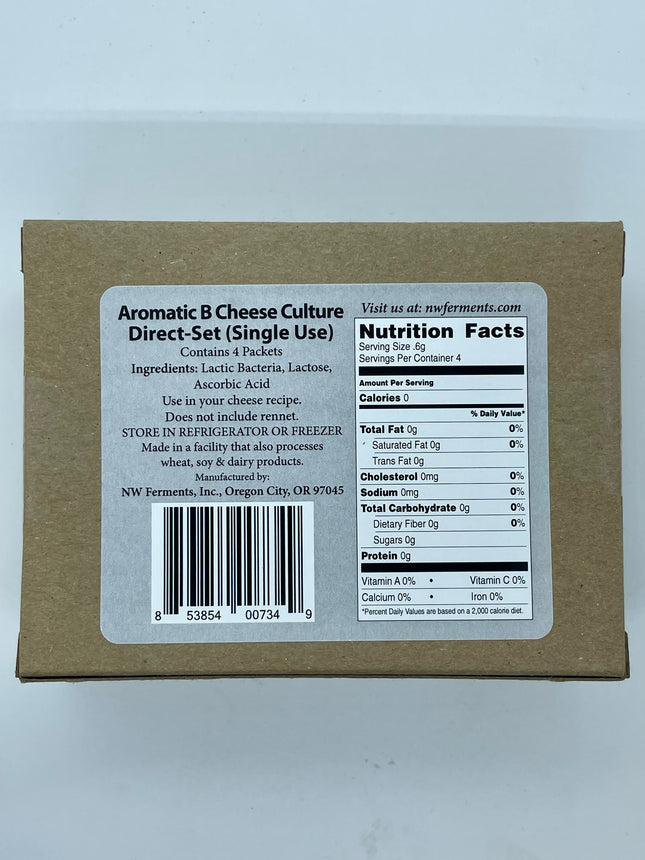 Aromatic B Cheese Culture
Direct-Set (Single Use)
Contains 4 Packets
Ingredients: Lactic Bacteria, Lactose,
Ascorbic Acid
Use in your cheese recipe.
Does not include rennet.
STORE IN REFRIGERATOR OR FREEZER
Made in a facility that also processes
wheat, soy & dairy products.
Manufactured by:
NW Ferments, Inc., Oregon City, OR 97045
8 53854 00734 9
Visit us at: nwferments.com
Nutrition Facts
Serving Size .6g
Servings Per Container 4
Amount Per Serving
Calories 0
% Daily Value*
Total Fat 0g 0%
Saturated Fat 0g 0%
Trans Fat 0g
Cholesterol 0mg 0%
Sodium 0mg 0%
Total Carbohydrate 0g 0%
Dietary Fiber 0g 0%
Sugars 0g
Protein 0g
Vitamin A 0% • Vitamin C 0%
Calcium 0% • Iron 0%
*Percent Daily Values are based on a 2,000 calorie diet.